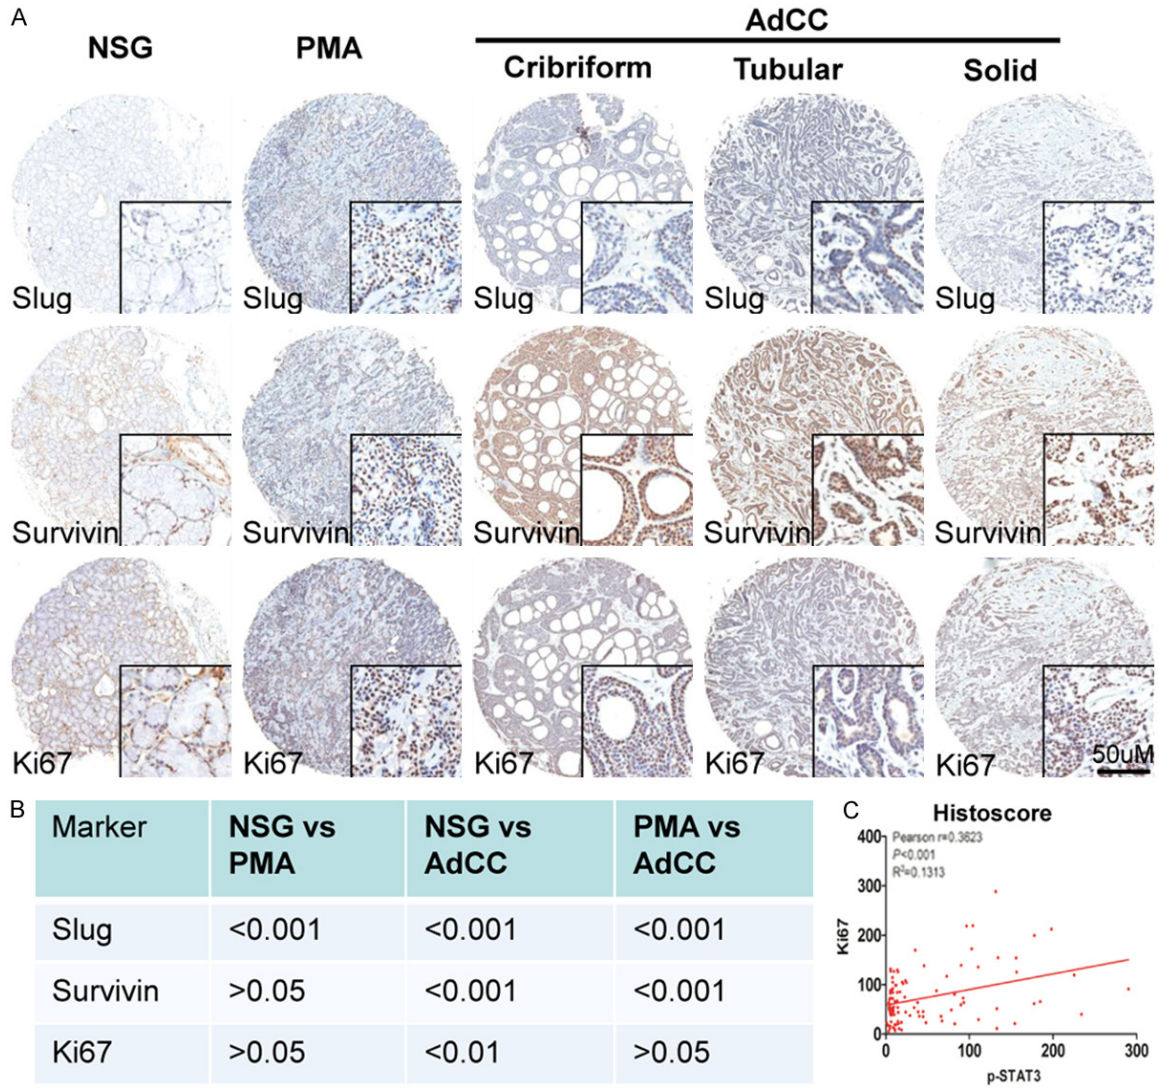 A
NSG
PMA
AdCC
Cribriform
Tubular
Solid
Slug
Slug
Slug
Slug
Slug
Survivin
Survivin
Survivin
Survivin
Survivin
Ki67
Ki67
Ki67
Ki67
Ki67
50uM
B
Marker
NSG vs
PMA
NSG vs
AdCC
PMA vs
AdCC
Slug
<0.001
<0.001
<0.001
Survivin
>0.05
<0.001
<0.001
Ki67
>0.05
<0.01
>0.05
C
Histoscore
Pearson r=0.3623
P<0.001
R²=0.1313
400
300
200
100
0
Ki67
0
100
200
300
p-STAT3